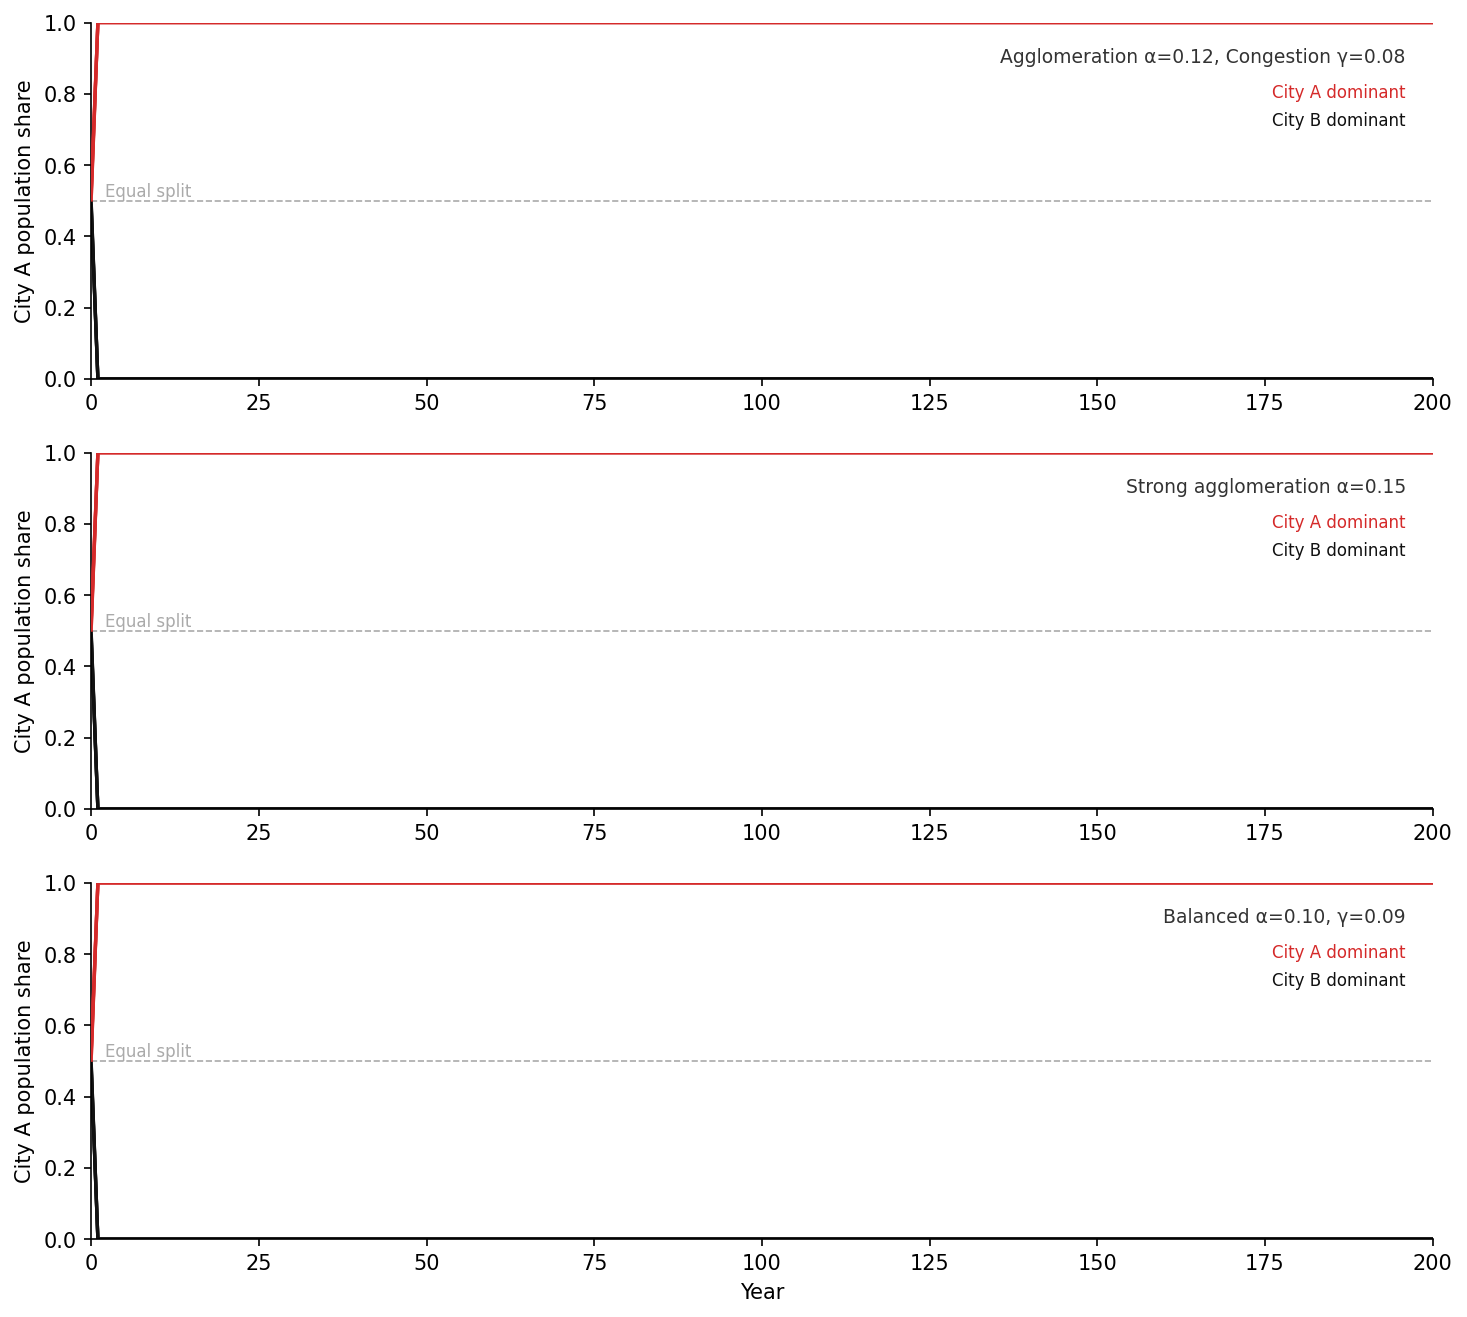 1.0
Agglomeration α=0.12, Congestion γ=0.08
City A dominant
City B dominant
0.8
0.6
Equal split
0.4
0.2
0.0
City A population share
0 25 50 75 100 125 150 175 200
1.0
Strong agglomeration α=0.15
City A dominant
City B dominant
0.8
0.6
Equal split
0.4
0.2
0.0
City A population share
0 25 50 75 100 125 150 175 200
1.0
Balanced α=0.10, γ=0.09
City A dominant
City B dominant
0.8
0.6
Equal split
0.4
0.2
0.0
City A population share
0 25 50 75 100 125 150 175 200
Year